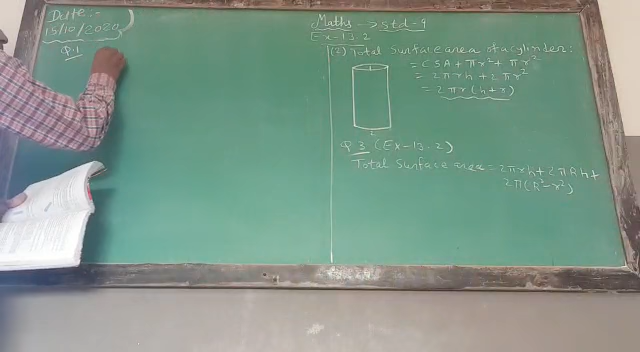 Date:-
15/10/2020
Q.1
Maths -> std-9
Ex-13.2
(2) Total Surface area of a cylinder:
= CSA + πr² + πr²
= 2πrh + 2πr²
= 2πr(h+r)
Q.3 (Ex-13.2)
Total Surface area = 2πrh + 2πRh +
2π(R²-r²)